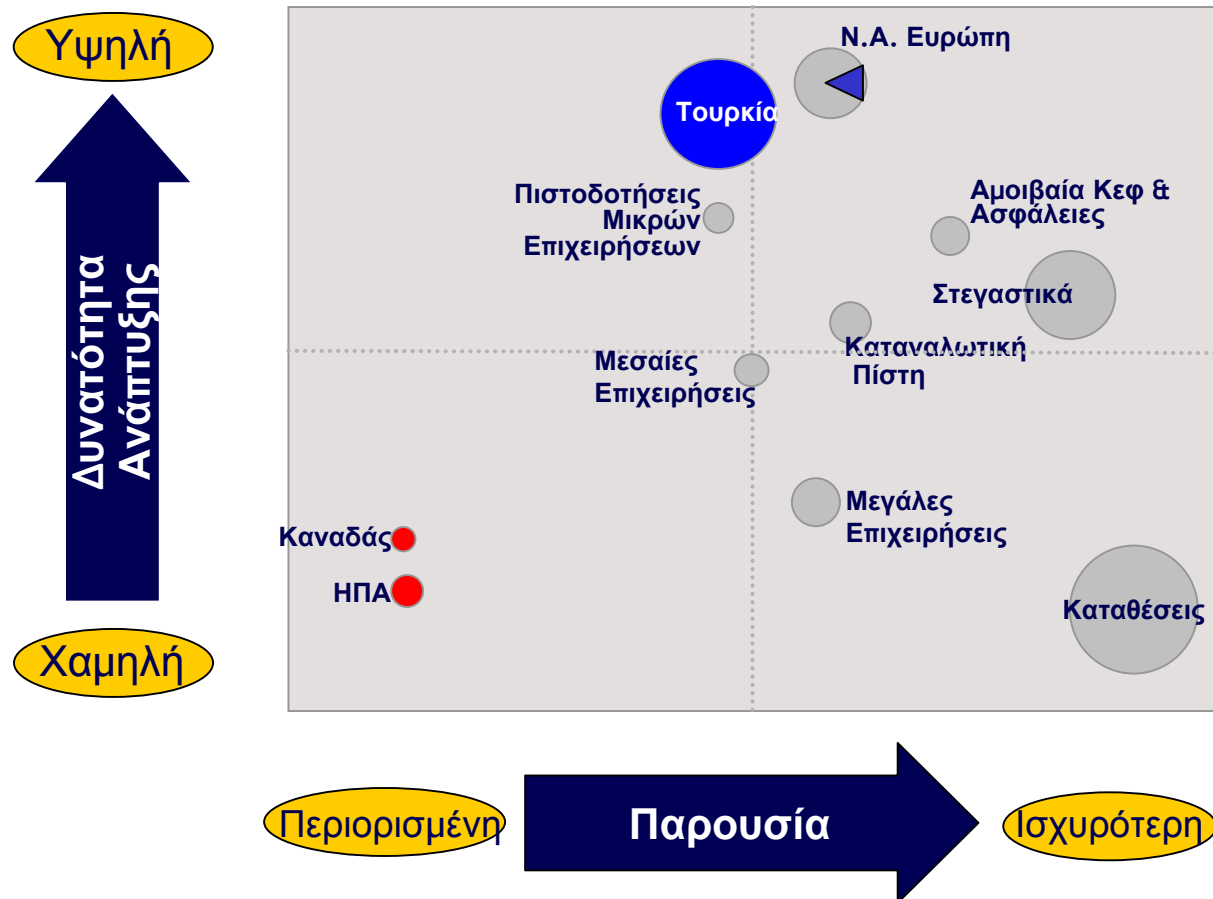 Υψηλή
Ν.Α. Ευρώπη
Τουρκία
Πιστοδοτήσεις
Μικρών
Επιχειρήσεων
Αμοιβαία Κεφ &
Ασφάλειες
Στεγαστικά
Καταναλωτική
Πίστη
Μεσαίες
Επιχειρήσεις
Δυνατότητα
Ανάπτυξης
Μεγάλες
Επιχειρήσεις
Καναδάς
ΗΠΑ
Καταθέσεις
Χαμηλή
Περιορισμένη
Παρουσία
Ισχυρότερη